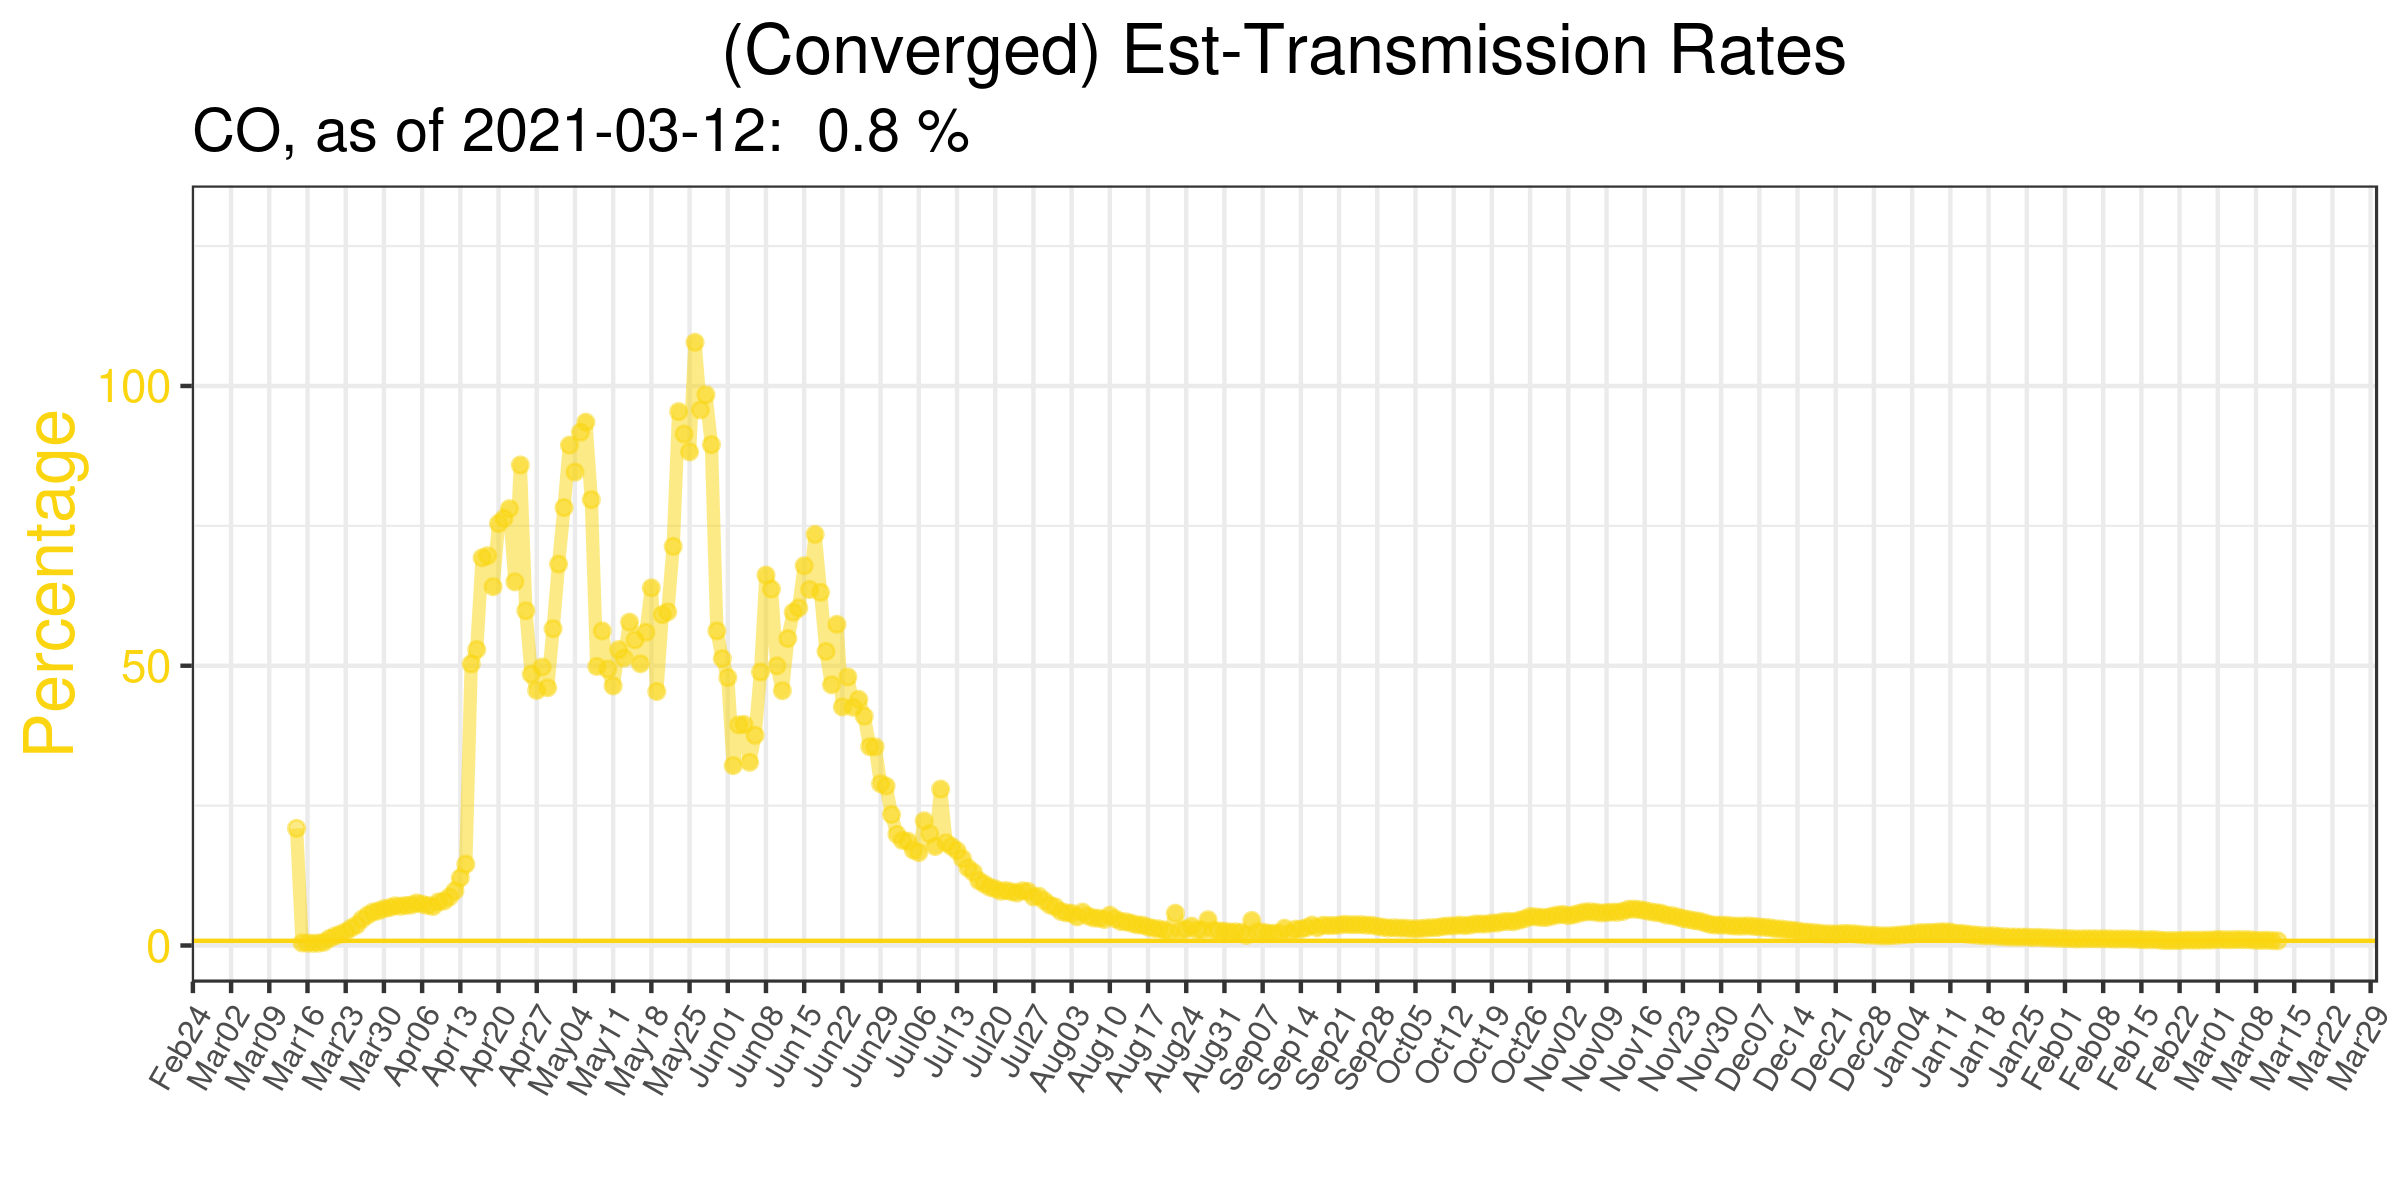 (Converged) Est-Transmission Rates
CO, as of 2021-03-12:  0.8 %
Percentage
100
50
0
Feb24
Mar02
Mar09
Mar16
Mar23
Mar30
Apr06
Apr13
Apr20
Apr27
May04
May11
May18
May25
Jun01
Jun08
Jun15
Jun22
Jun29
Jul06
Jul13
Jul20
Jul27
Aug03
Aug10
Aug17
Aug24
Aug31
Sep07
Sep14
Sep21
Sep28
Oct05
Oct12
Oct19
Oct26
Nov02
Nov09
Nov16
Nov23
Nov30
Dec07
Dec14
Dec21
Dec28
Jan04
Jan11
Jan18
Jan25
Feb01
Feb08
Feb15
Feb22
Mar01
Mar08
Mar15
Mar22
Mar29